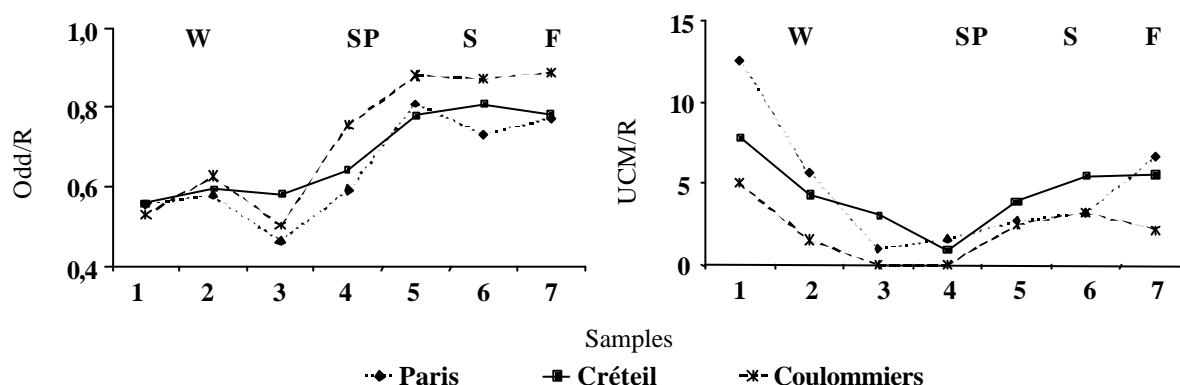 W SP S F
1,0
0,8
0,6
0,4
Odd/R
1 2 3 4 5 6 7
W SP S F
15
10
5
0
UCM/R
1 2 3 4 5 6 7
Samples
Paris Créteil Coulommiers